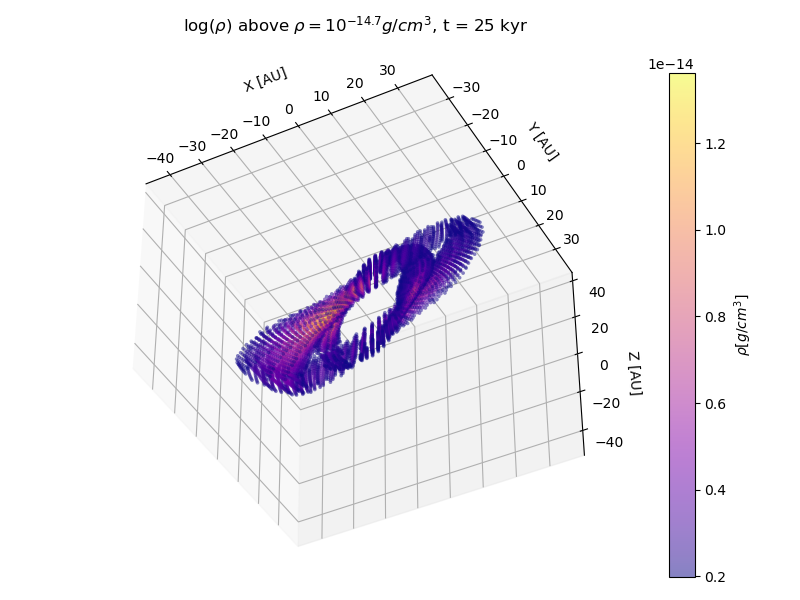 log(ρ) above ρ = 10^{-14.7} g/cm^3, t = 25 kyr
X [AU]
−40 −30 −20 −10 0 10 20 30
Y [AU]
−30
−20
−10
0
10
20
30
Z [AU]
40
20
0
−20
−40
1e−14
1.2
1.0
0.8
0.6
0.4
0.2
ρ[g/cm^3]